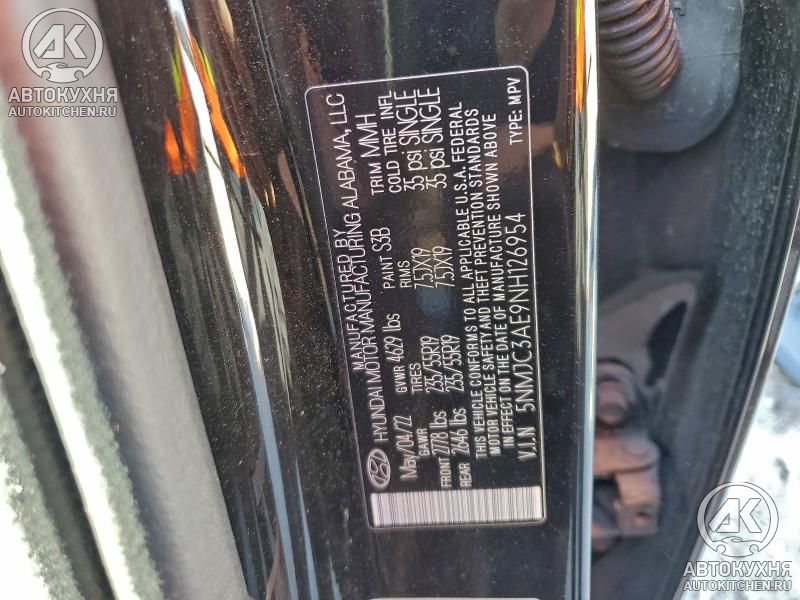 AK
АВТОКУХНЯ
AUTOKITCHEN.RU
MANUFACTURED BY
HYUNDAI MOTOR MANUFACTURING ALABAMA, LLC
May/04/22 GVWR 4629 lbs PAINT S3B TRIM MMH
GAWR TIRES RIMS COLD TIRE INFL
FRONT 2778 lbs 235/55R19 7.5JX19 35 psi SINGLE
REAR 2646 lbs 235/55R19 7.5JX19 35 psi SINGLE
THIS VEHICLE CONFORMS TO ALL APPLICABLE U.S.A. FEDERAL
MOTOR VEHICLE SAFETY AND THEFT PREVENTION STANDARDS
IN EFFECT ON THE DATE OF MANUFACTURE SHOWN ABOVE
V.I.N 5NMJC3AE9NH126954 TYPE: MPV
AK
АВТОКУХНЯ
AUTOKITCHEN.RU